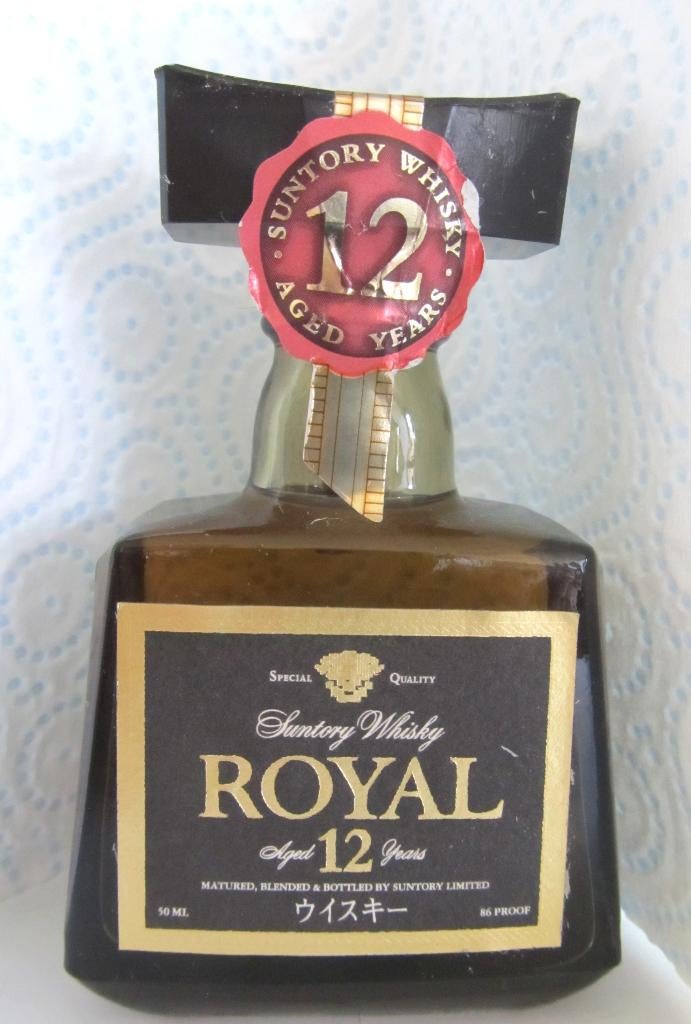 SUNTORY WHISKY
12
AGED YEARS
SPECIAL QUALITY
Suntory Whisky
ROYAL
Aged 12 Years
MATURED, BLENDED & BOTTLED BY SUNTORY LIMITED
50 ML ウイスキー 86 PROOF